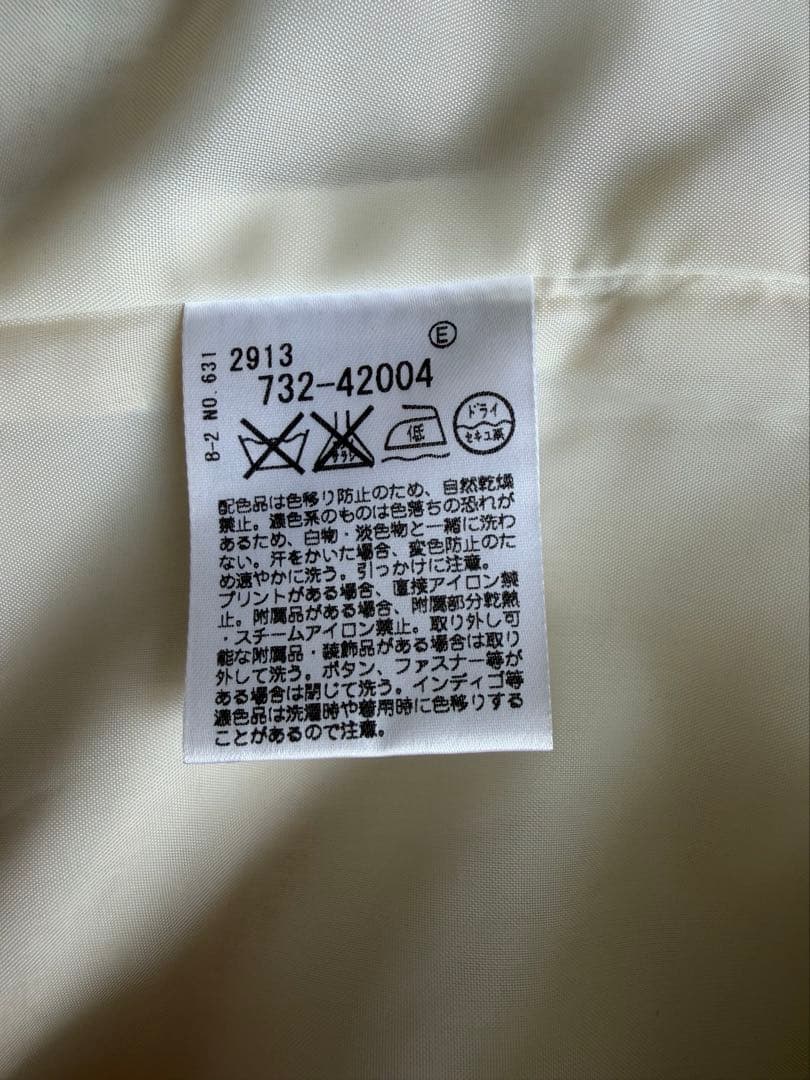 E
2913
732-42004
B-2 NO.631
低
ドライ
セキユ系
配色品は色移り防止のため、自然乾燥
禁止。濃色系のものは色落ちの恐れが
あるため、白物・淡色物と一緒に洗わ
ない。汗をかいた場合、変色防止のた
め速やかに洗う。引っかけに注意。
プリントがある場合、直接アイロン禁
止。附属品がある場合、附属部分乾熱
・スチームアイロン禁止。取り外し可
能な附属品・装飾品がある場合は取り
外して洗う。ボタン、ファスナー等が
ある場合は閉じて洗う。インディゴ等
濃色品は洗濯時や着用時に色移りする
ことがあるので注意。